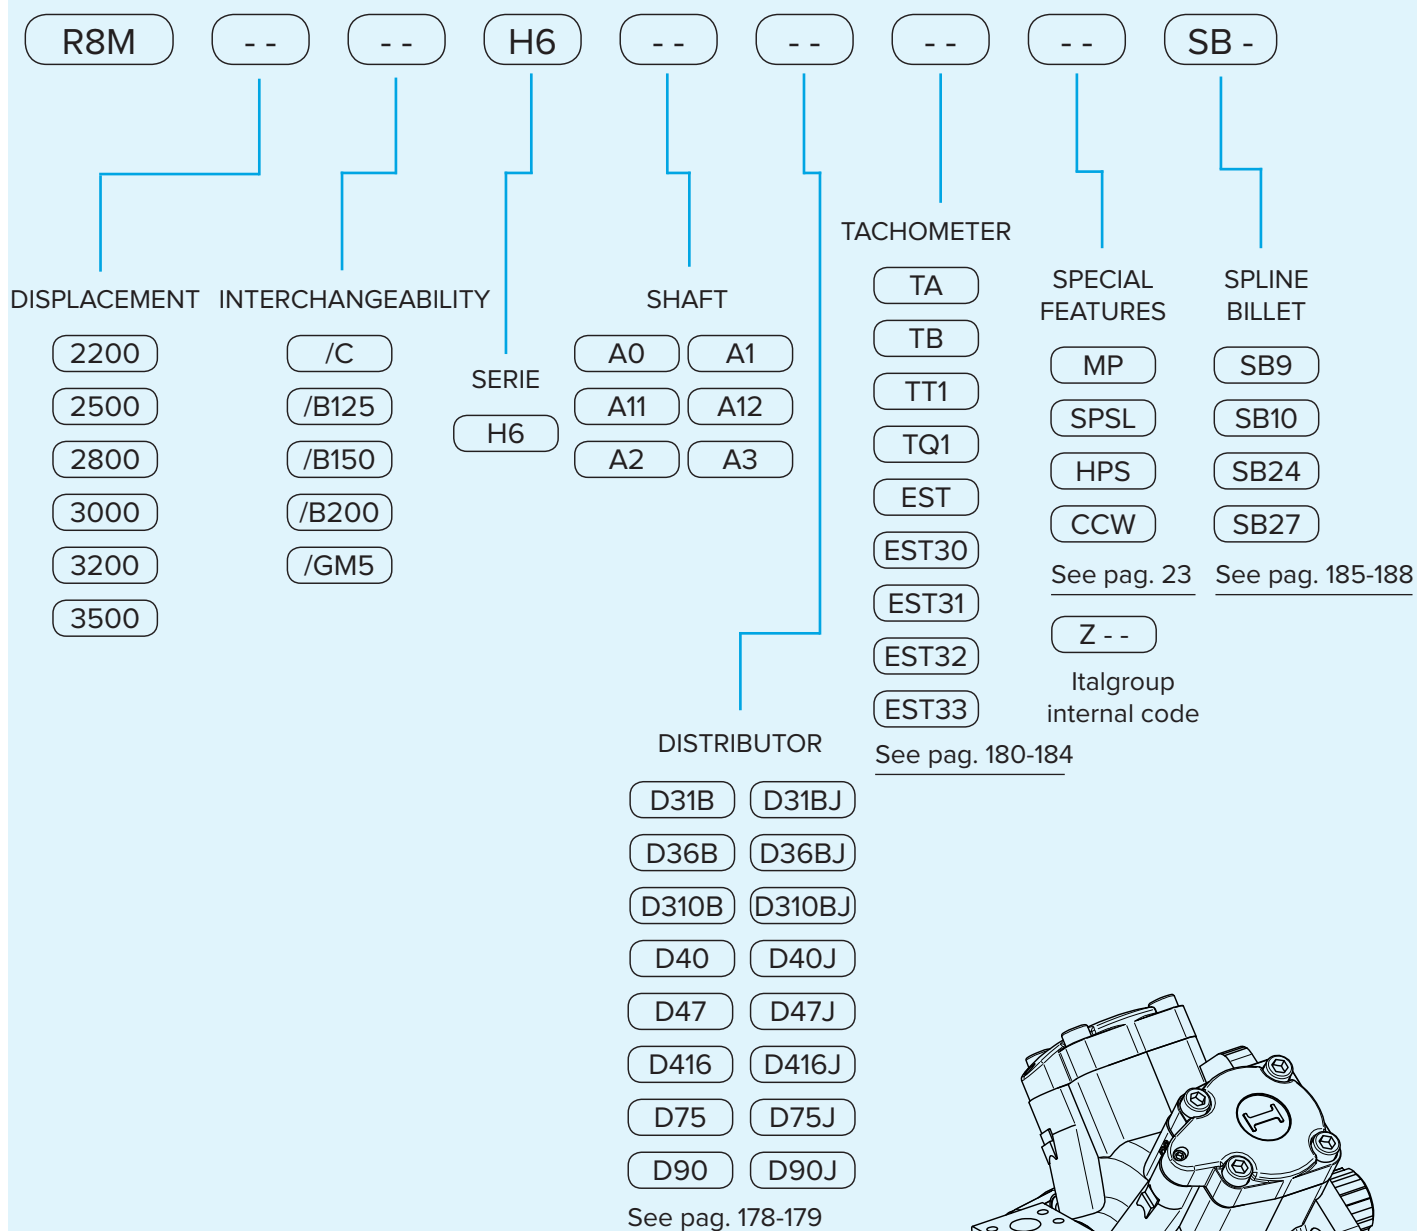 R8M - - - - H6 - - - - - - - - SB -
DISPLACEMENT
2200
2500
2800
3000
3200
3500
INTERCHANGEABILITY
/C
/B125
/B150
/B200
/GM5
SERIE
H6
SHAFT
A0 A1
A11 A12
A2 A3
DISTRIBUTOR
D31B D31BJ
D36B D36BJ
D310B D310BJ
D40 D40J
D47 D47J
D416 D416J
D75 D75J
D90 D90J
See pag. 178-179
TACHOMETER
TA
TB
TT1
TQ1
EST
EST30
EST31
EST32
EST33
See pag. 180-184
SPECIAL
FEATURES
MP
SPSL
HPS
CCW
See pag. 23
Z - -
Italgroup
internal code
SPLINE
BILLET
SB9
SB10
SB24
SB27
See pag. 185-188
I